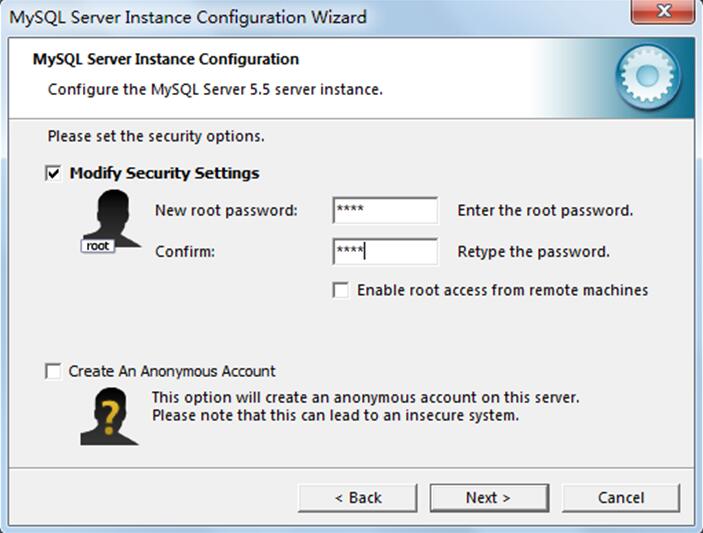 MySQL Server Instance Configuration Wizard
MySQL Server Instance Configuration
Configure the MySQL Server 5.5 server instance.
Please set the security options.
Modify Security Settings
New root password: **** Enter the root password.
root
Confirm: **** Retype the password.
Enable root access from remote machines
Create An Anonymous Account
This option will create an anonymous account on this server.
Please note that this can lead to an insecure system.
?
< Back Next > Cancel